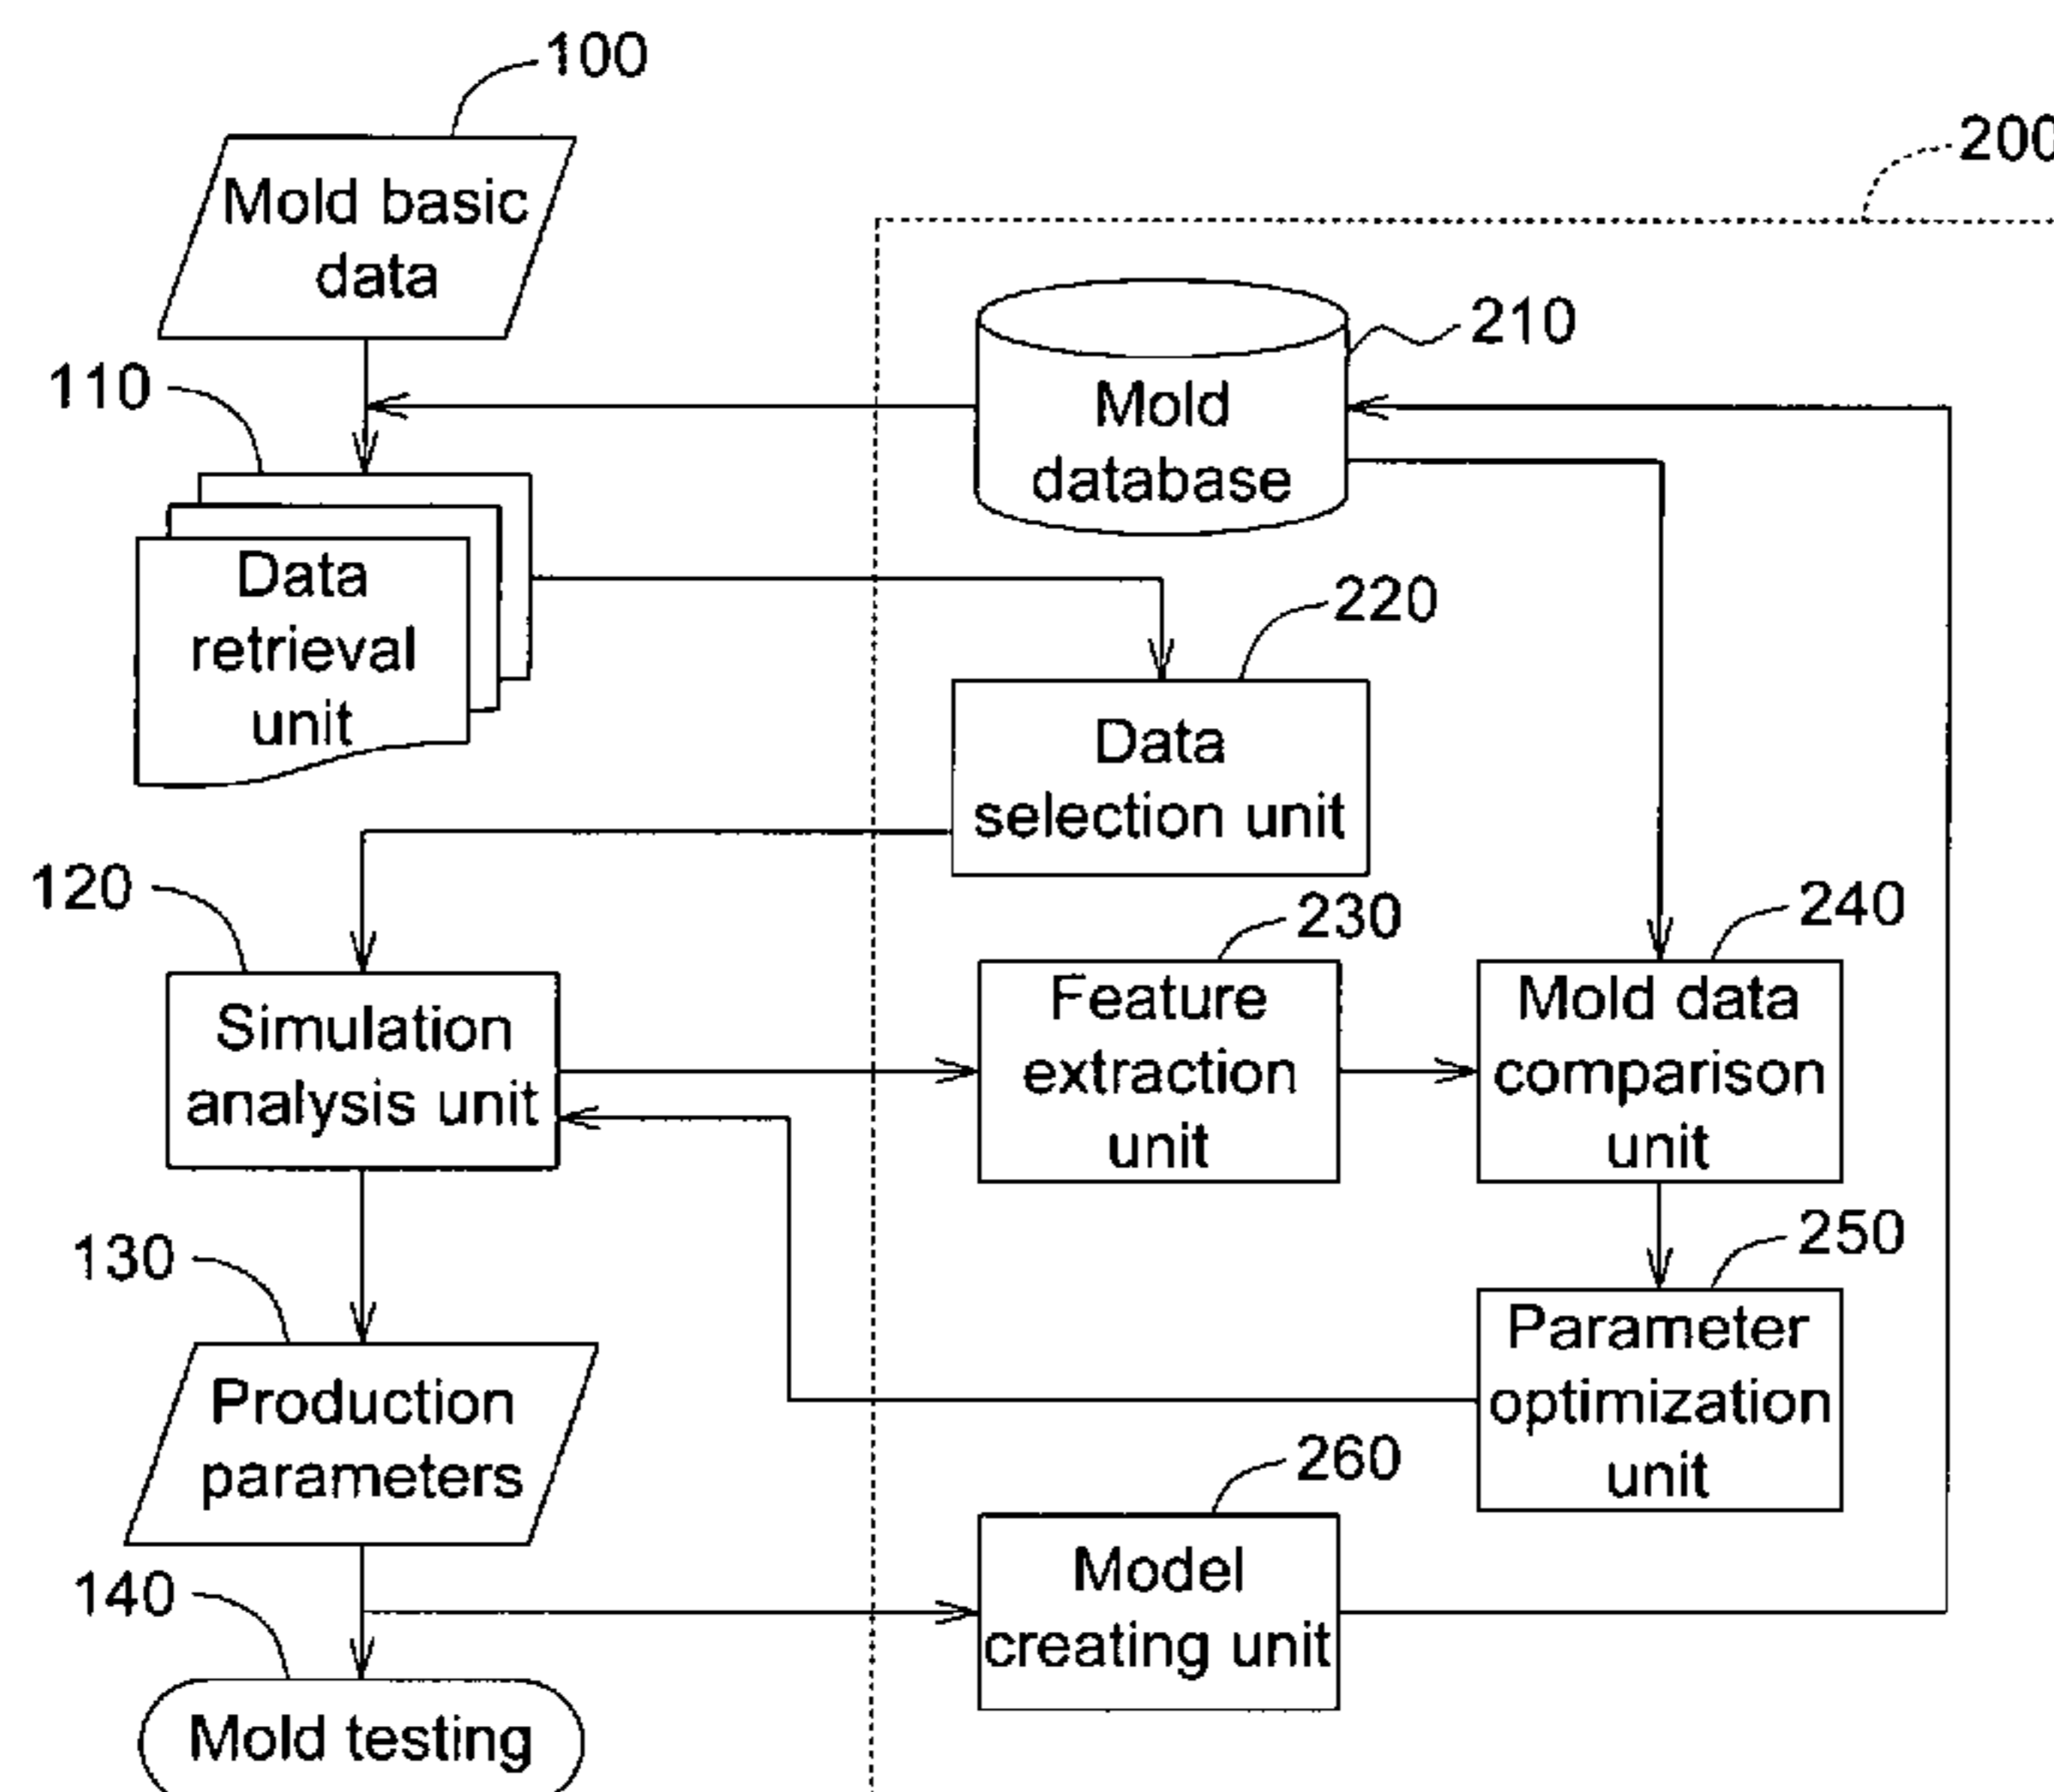 100
200
Mold basic
data
210
110
Mold
database
Data
retrieval
unit
220
Data
selection unit
120
230
240
Simulation
analysis unit
Feature
extraction
unit
Mold data
comparison
unit
130
250
Production
parameters
Parameter
optimization
unit
260
140
Model
creating unit
Mold testing